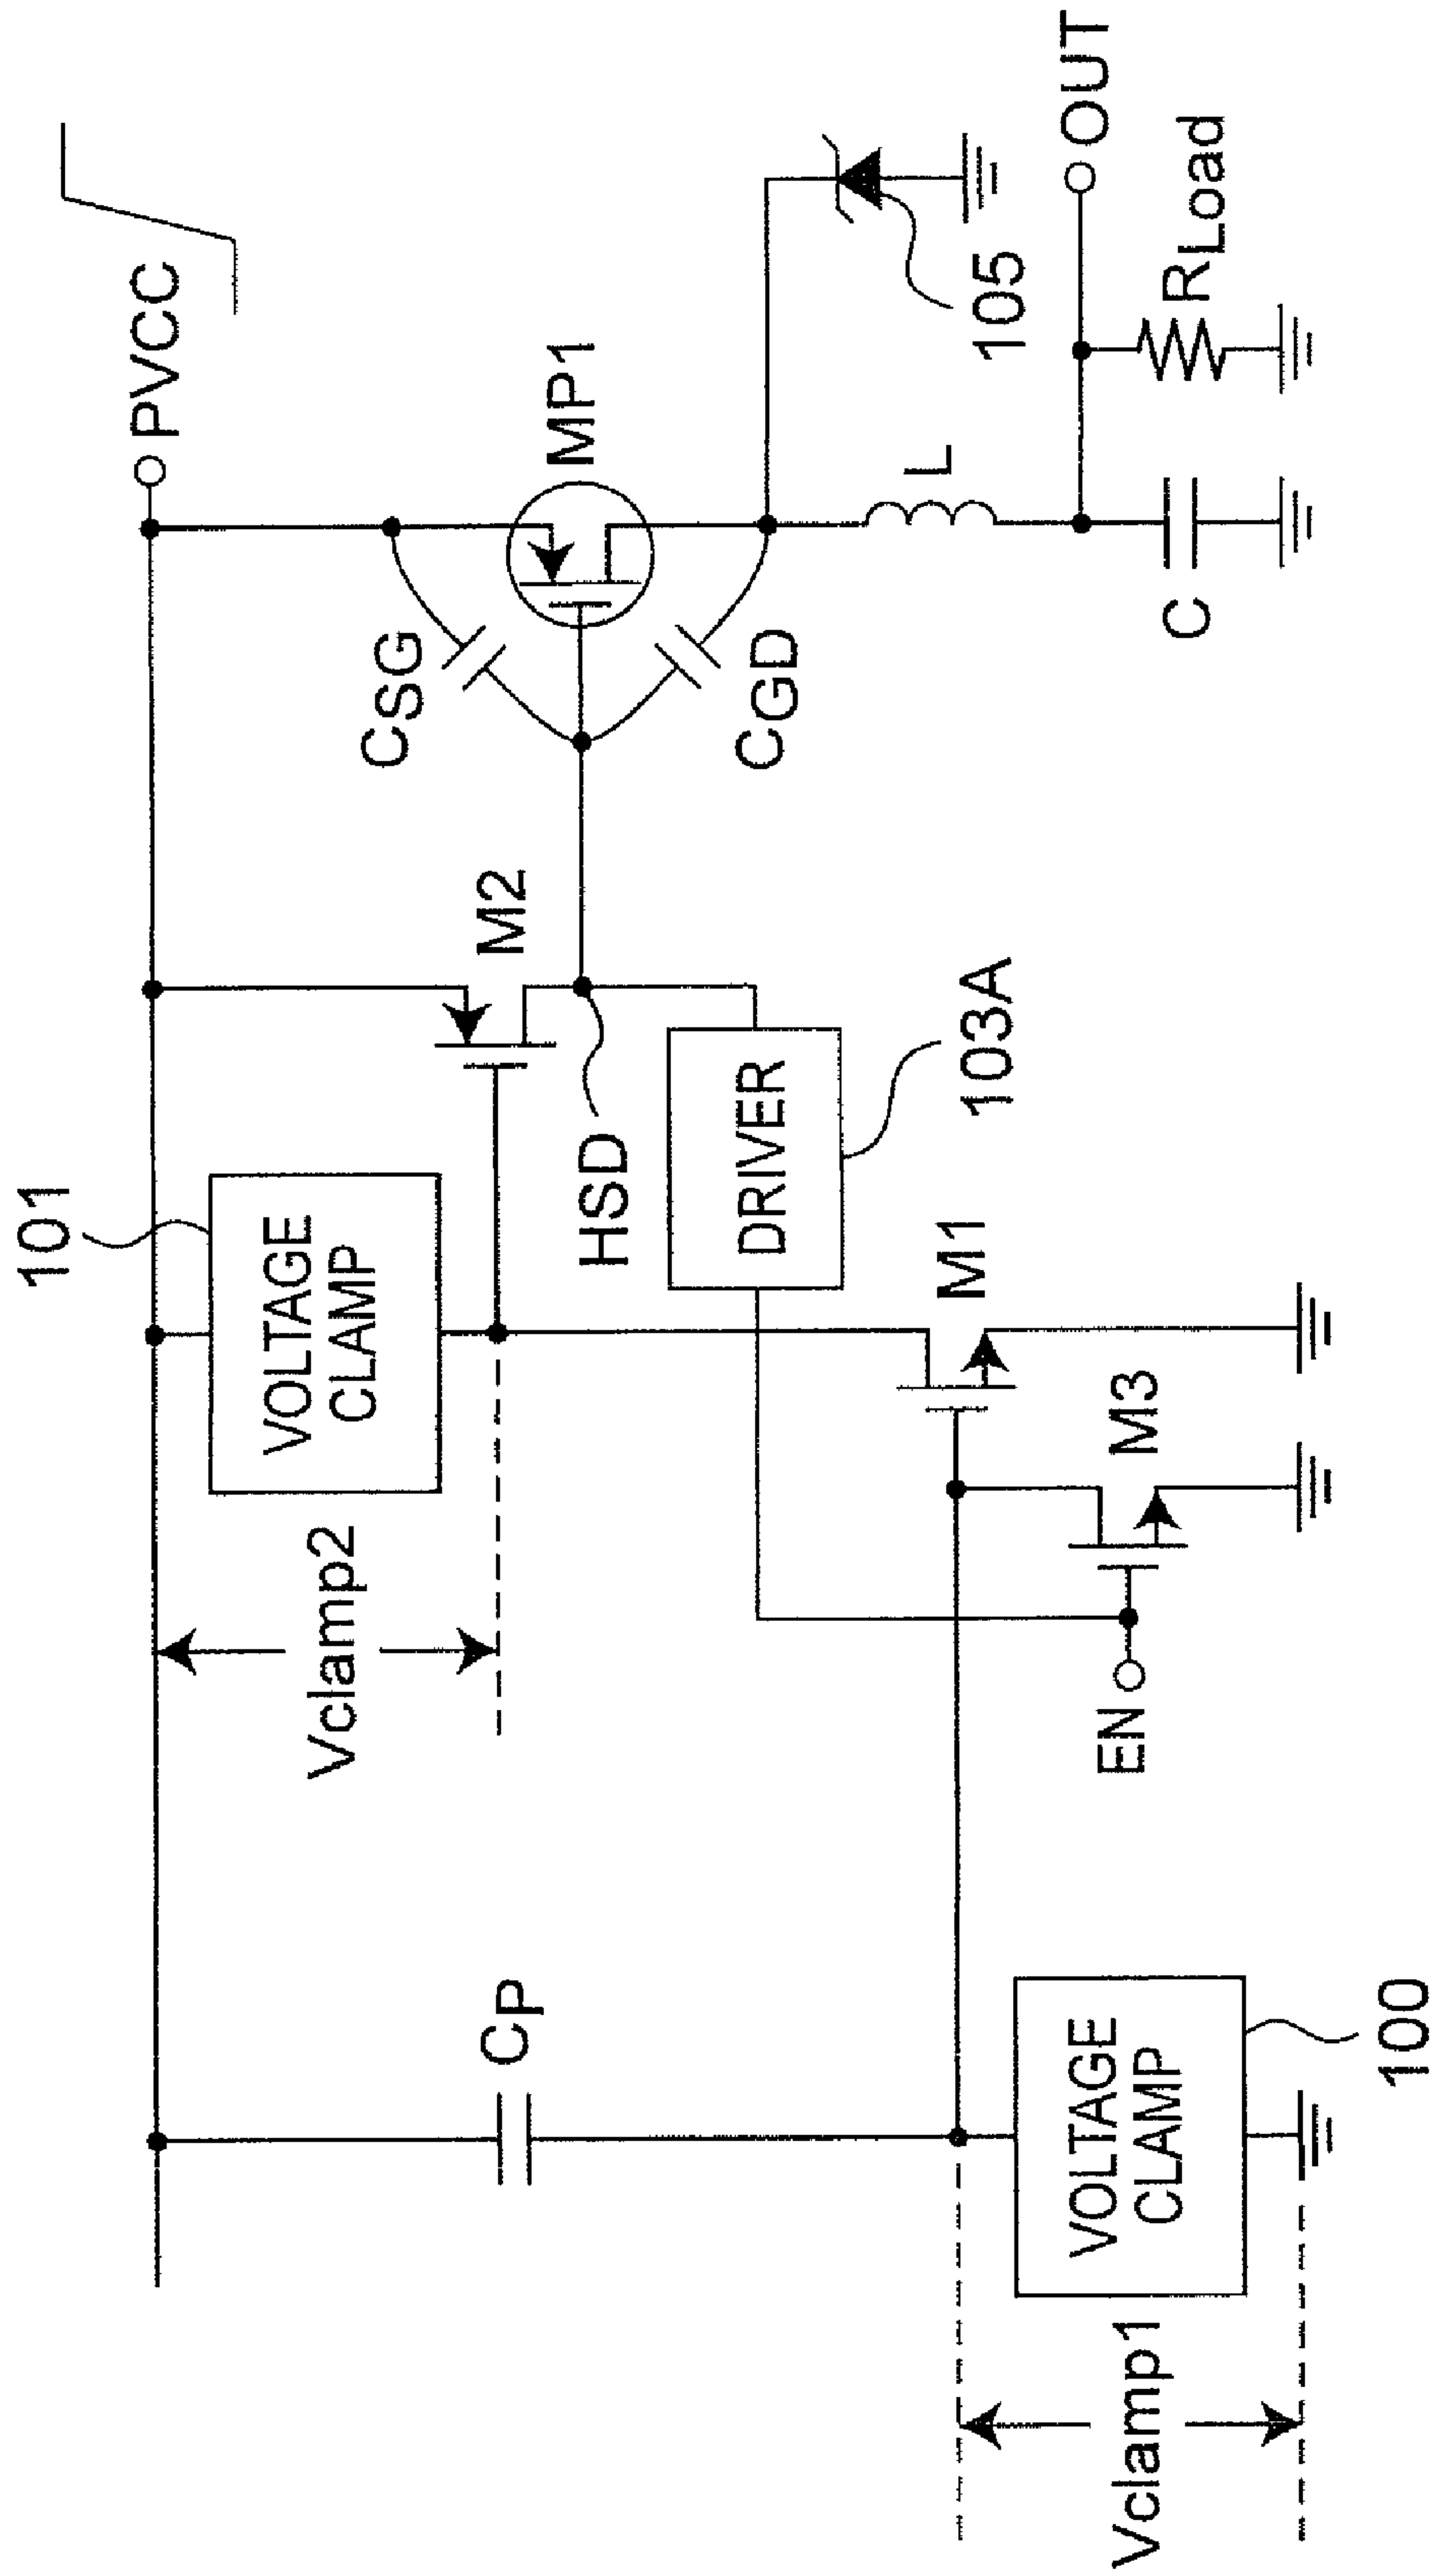 PVCC
101
VOLTAGE
CLAMP
Vclamp2
CP
M2
CSG
MP1
HSD
CGD
DRIVER
103A
105
L
OUT
RLoad
C
M1
M3
EN
VOLTAGE
CLAMP
100
Vclamp1